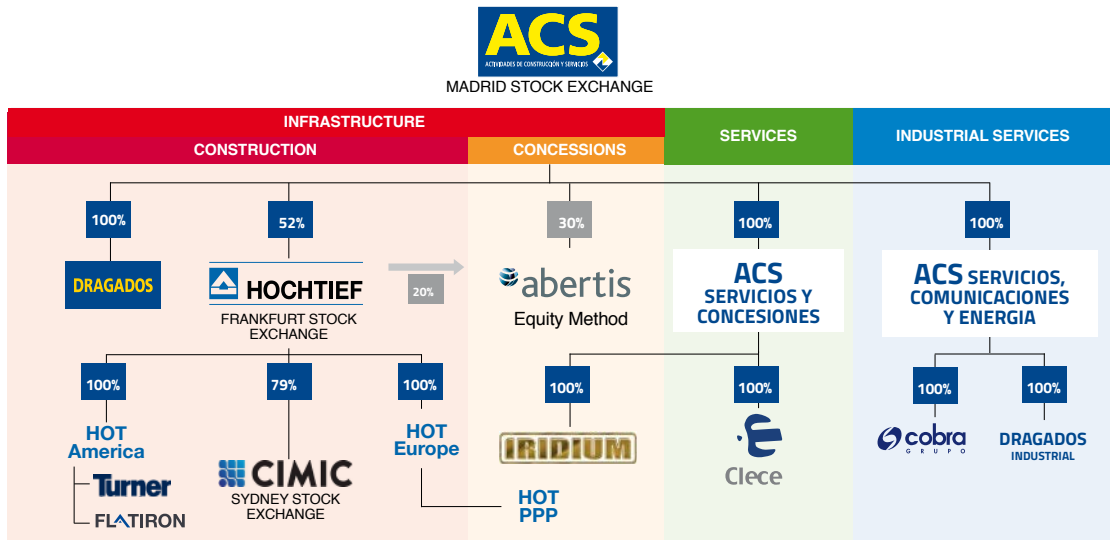 ACS
ACTIVIDADES DE CONSTRUCCIÓN Y SERVICIOS
MADRID STOCK EXCHANGE
INFRASTRUCTURE
SERVICES
INDUSTRIAL SERVICES
CONSTRUCTION
CONCESSIONS
100%
52%
30%
100%
100%
DRAGADOS
HOCHTIEF
FRANKFURT STOCK
EXCHANGE
20%
abertis
Equity Method
ACS
SERVICIOS Y
CONCESIONES
ACS SERVICIOS,
COMUNICACIONES
Y ENERGIA
100%
79%
100%
100%
100%
100%
100%
HOT
America
Turner
FLATIRON
CIMIC
SYDNEY STOCK
EXCHANGE
HOT
Europe
IRIDIUM
HOT
PPP
Clece
cobra
GRUPO
DRAGADOS
INDUSTRIAL